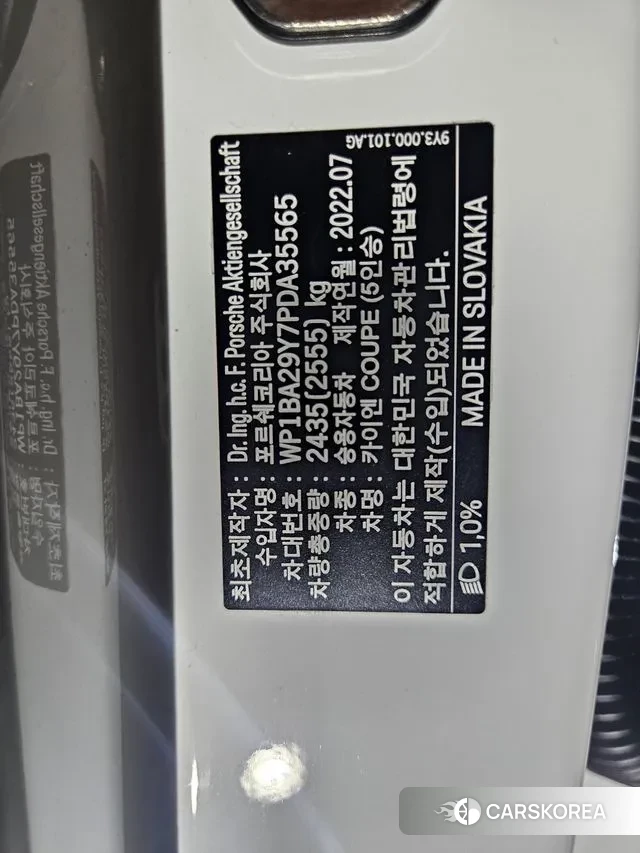 9Y3.000.101.AG
최초제작자 : Dr. Ing. h.c. F. Porsche Aktiengesellschaft
수입자명 : 포르쉐코리아 주식회사
차대번호 : WP1BA29Y7PDA35565
차량총중량 : 2435(2555) kg
차종 : 승용자동차 제작연월 : 2022.07
차명 : 카이엔 COUPE (5인승)
이 자동차는 대한민국 자동차관리법령에
적합하게 제작(수입)되었습니다.
1,0% MADE IN SLOVAKIA
CARSKOREA